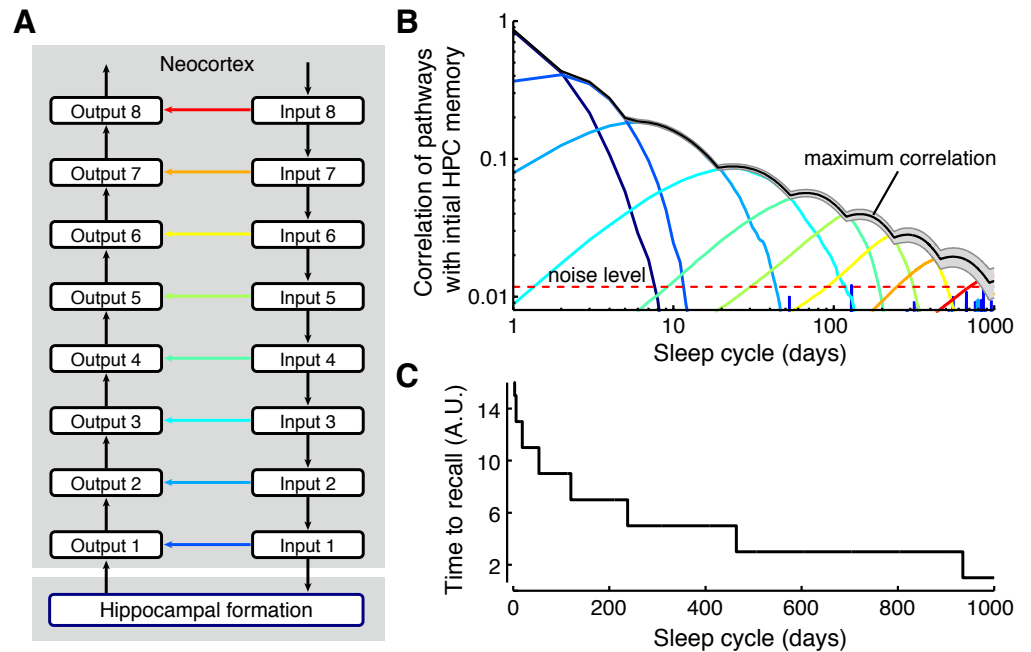 A
Neocortex
Output 8
Input 8
Output 7
Input 7
Output 6
Input 6
Output 5
Input 5
Output 4
Input 4
Output 3
Input 3
Output 2
Input 2
Output 1
Input 1
Hippocampal formation
B
Correlation of pathways
with intial HPC memory
1
0.1
0.01
maximum correlation
noise level
1
10
100
1000
Sleep cycle (days)
C
Time to recall (A.U.)
14
10
6
2
0
200
400
600
800
1000
Sleep cycle (days)